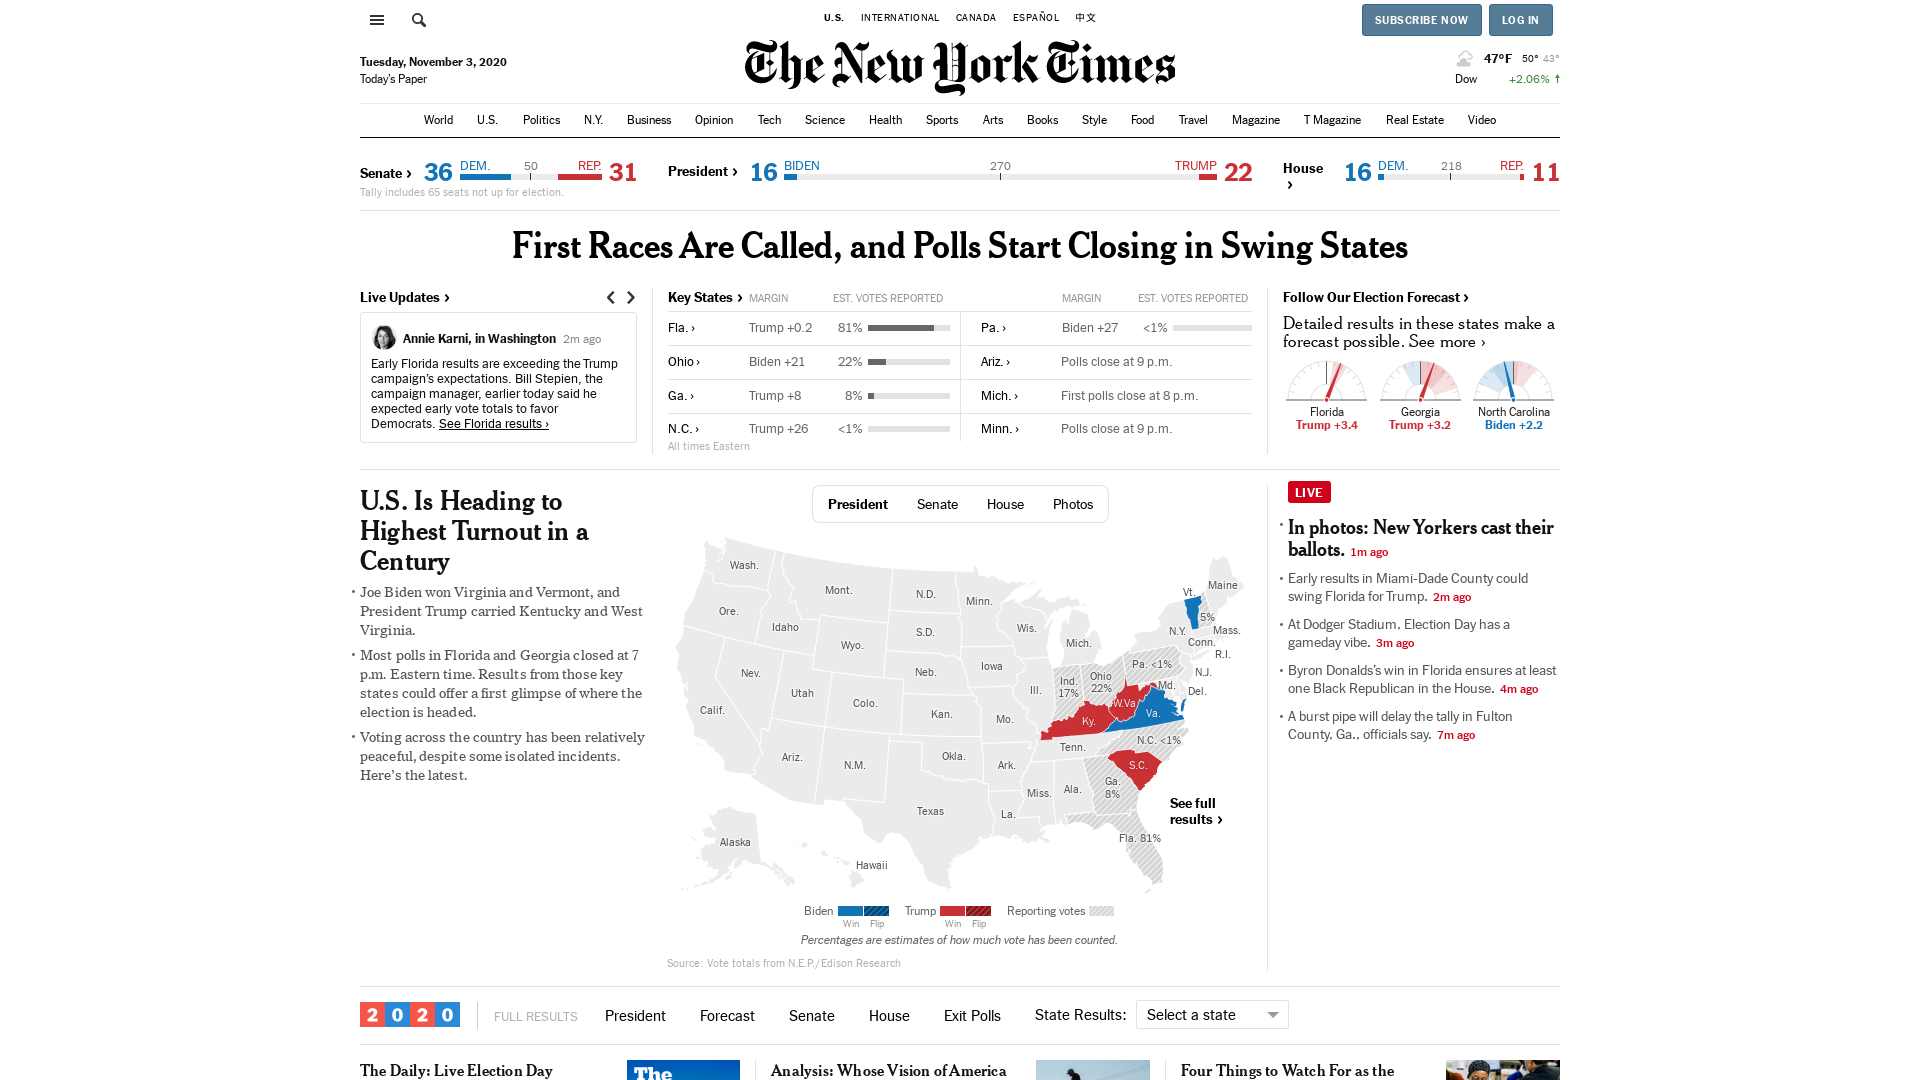 U.S. INTERNATIONAL CANADA ESPAÑOL 中文
SUBSCRIBE NOW LOG IN
The New York Times
Tuesday, November 3, 2020
Today's Paper
47°F 50° 43°
Dow +2.06% ↑
World U.S. Politics N.Y. Business Opinion Tech Science Health Sports Arts Books Style Food Travel Magazine T Magazine Real Estate Video
Senate › 36 DEM. 50 REP. 31
Tally includes 65 seats not up for election.
President › 16 BIDEN 270 TRUMP 22
House › 16 DEM. 218 REP. 11
First Races Are Called, and Polls Start Closing in Swing States
Live Updates ›
Annie Karni, in Washington 2m ago
Early Florida results are exceeding the Trump
campaign's expectations. Bill Stepien, the
campaign manager, earlier today said he
expected early vote totals to favor
Democrats. See Florida results ›
Key States › MARGIN EST. VOTES REPORTED MARGIN EST. VOTES REPORTED
Fla. › Trump +0.2 81% Pa. › Biden +27 <1%
Ohio › Biden +21 22% Ariz. › Polls close at 9 p.m.
Ga. › Trump +8 8% Mich. › First polls close at 8 p.m.
N.C. › Trump +26 <1% Minn. › Polls close at 9 p.m.
All times Eastern
Follow Our Election Forecast ›
Detailed results in these states make a
forecast possible. See more ›
Florida Georgia North Carolina
Trump +3.4 Trump +3.2 Biden +2.2
U.S. Is Heading to
Highest Turnout in a
Century
• Joe Biden won Virginia and Vermont, and
President Trump carried Kentucky and West
Virginia.
• Most polls in Florida and Georgia closed at 7
p.m. Eastern time. Results from those key
states could offer a first glimpse of where the
election is headed.
• Voting across the country has been relatively
peaceful, despite some isolated incidents.
Here's the latest.
President Senate House Photos
Wash.
Mont.
N.D.
Minn.
Vt.
Maine
Ore.
Idaho
S.D.
Wis.
5%
N.Y.
Mass.
Wyo.
Mich.
Conn.
R.I.
Nev.
Neb.
Iowa
Pa. <1%
N.J.
Utah
Ill.
Ind.
17%
Ohio
22%
Md.
Del.
Calif.
Colo.
Kan.
Mo.
W.Va.
Va.
Ky.
Ariz.
N.M.
Okla.
Ark.
Tenn.
N.C. <1%
S.C.
Texas
La.
Miss.
Ala.
Ga.
8%
See full
results ›
Alaska
Fla. 81%
Hawaii
Biden Trump Reporting votes
Win Flip Win Flip
Percentages are estimates of how much vote has been counted.
Source: Vote totals from N.E.P./Edison Research
LIVE
• In photos: New Yorkers cast their
ballots. 1m ago
• Early results in Miami-Dade County could
swing Florida for Trump. 2m ago
• At Dodger Stadium, Election Day has a
gameday vibe. 3m ago
• Byron Donalds's win in Florida ensures at least
one Black Republican in the House. 4m ago
• A burst pipe will delay the tally in Fulton
County, Ga., officials say. 7m ago
2020 FULL RESULTS President Forecast Senate House Exit Polls State Results: Select a state
The Daily: Live Election Day
The
Analysis: Whose Vision of America
Four Things to Watch For as the